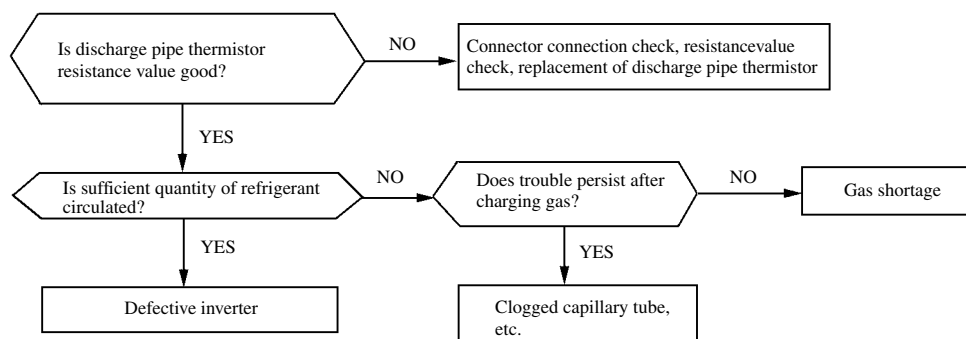 Is discharge pipe thermistor
resistance value good?
NO
Connector connection check, resistancevalue
check, replacement of discharge pipe thermistor
YES
Is sufficient quantity of refrigerant
circulated?
NO
Does trouble persist after
charging gas?
NO
Gas shortage
YES
YES
Defective inverter
Clogged capillary tube,
etc.